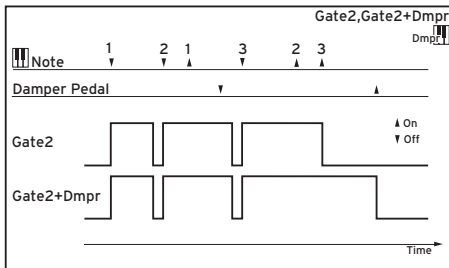 Gate2,Gate2+Dmpr
Dmpr
1 2 1 3 2 3
Note
Damper Pedal
On
Off
Gate2
Gate2+Dmpr
Time